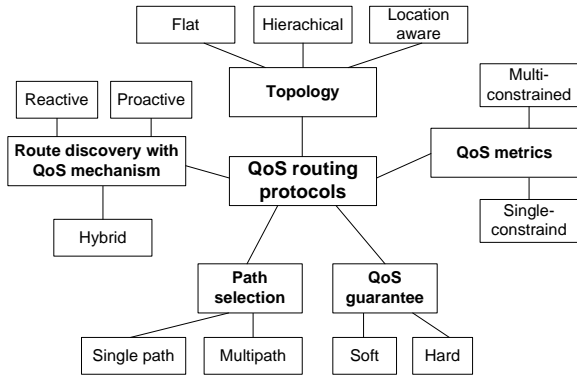 Flat
Hierachical
Location
aware
Topology
Multi-
constrained
Reactive
Proactive
Route discovery with
QoS mechanism
QoS metrics
QoS routing
protocols
Single-
constraind
Hybrid
Path
selection
QoS
guarantee
Single path
Multipath
Soft
Hard